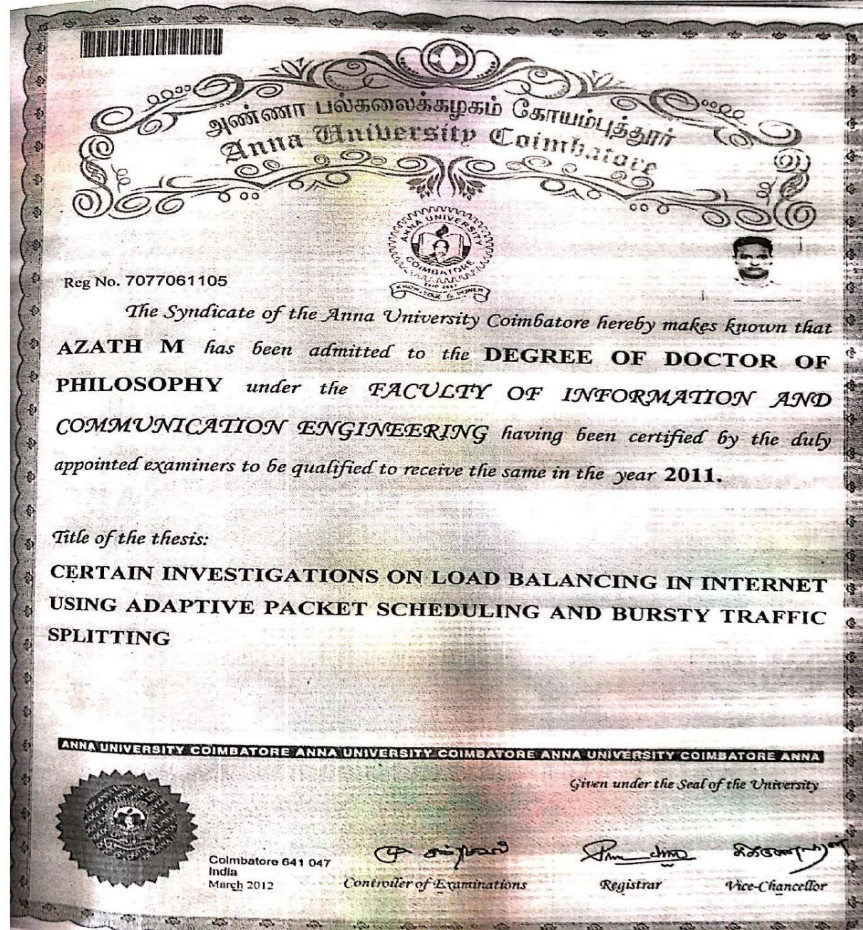 அண்ணா பல்கலைக்கழகம் கோயம்புத்தூர்
Anna University Coimbatore
ANNA UNIVERSITY
COIMBATORE
Reg No. 7077061105
The Syndicate of the Anna University Coimbatore hereby makes known that
AZATH M has been admitted to the DEGREE OF DOCTOR OF
PHILOSOPHY under the FACULTY OF INFORMATION AND
COMMUNICATION ENGINEERING having been certified by the duly
appointed examiners to be qualified to receive the same in the year 2011.
Title of the thesis:
CERTAIN INVESTIGATIONS ON LOAD BALANCING IN INTERNET
USING ADAPTIVE PACKET SCHEDULING AND BURSTY TRAFFIC
SPLITTING
ANNA UNIVERSITY COIMBATORE ANNA UNIVERSITY COIMBATORE ANNA UNIVERSITY COIMBATORE ANNA
Given under the Seal of the University
Coimbatore 641 047
India
March 2012
Controller of Examinations
Registrar
Vice-Chancellor